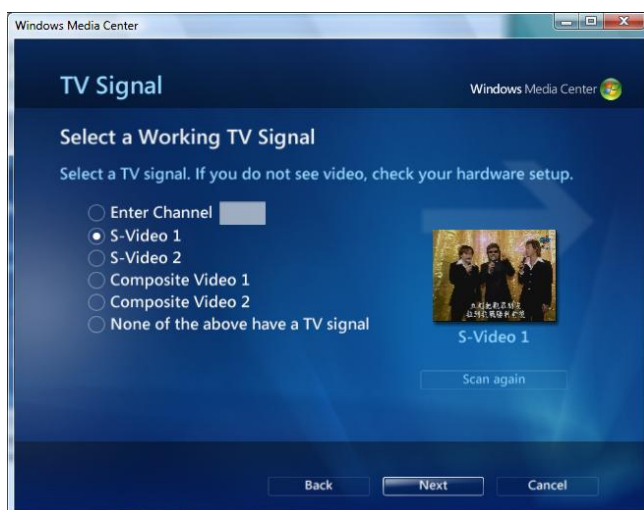 Windows Media Center
TV Signal
Windows Media Center
Select a Working TV Signal
Select a TV signal. If you do not see video, check your hardware setup.
Enter Channel
S-Video 1
S-Video 2
Composite Video 1
Composite Video 2
None of the above have a TV signal
S-Video 1
Scan again
Back
Next
Cancel